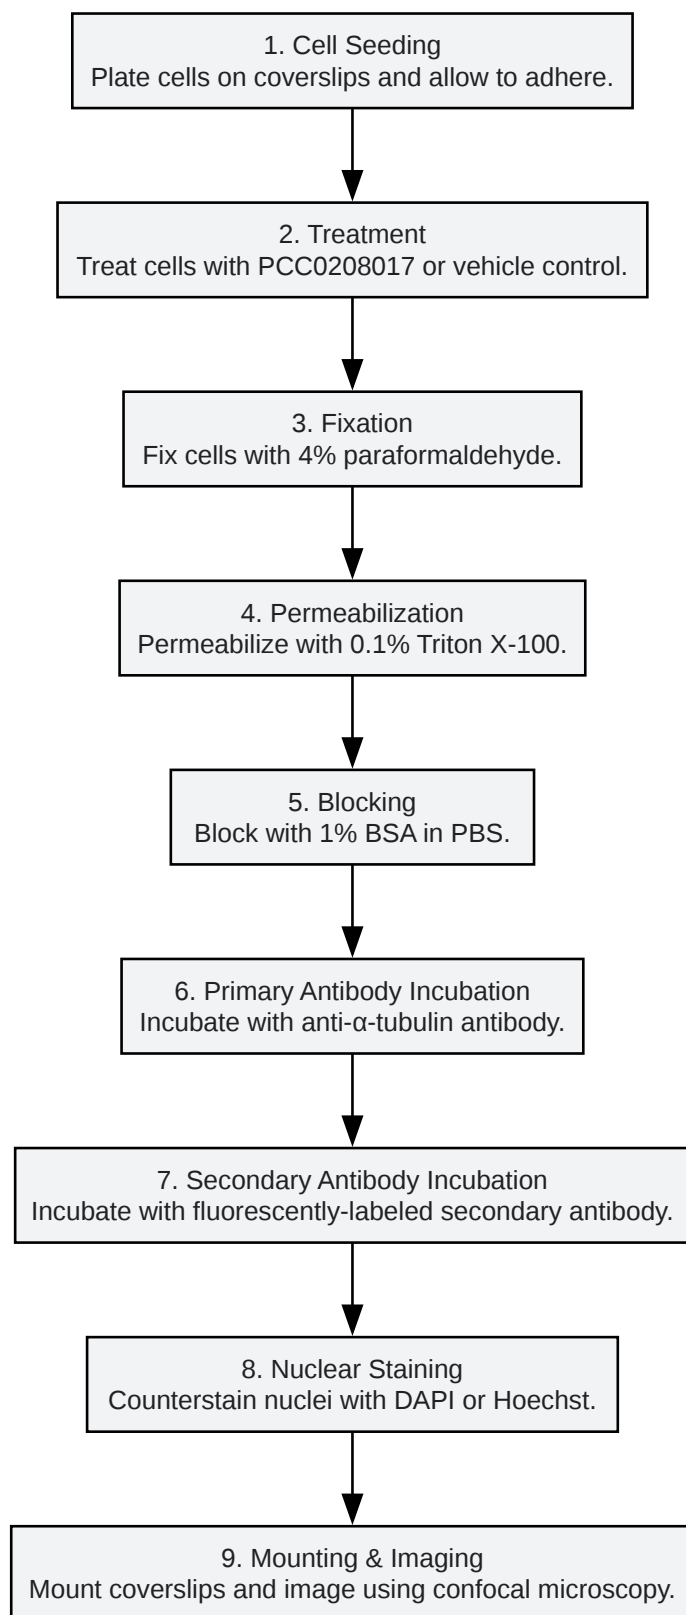 1. Cell Seeding
Plate cells on coverslips and allow to adhere.
2. Treatment
Treat cells with PCC0208017 or vehicle control.
3. Fixation
Fix cells with 4% paraformaldehyde.
4. Permeabilization
Permeabilize with 0.1% Triton X-100.
5. Blocking
Block with 1% BSA in PBS.
6. Primary Antibody Incubation
Incubate with anti-α-tubulin antibody.
7. Secondary Antibody Incubation
Incubate with fluorescently-labeled secondary antibody.
8. Nuclear Staining
Counterstain nuclei with DAPI or Hoechst.
9. Mounting & Imaging
Mount coverslips and image using confocal microscopy.